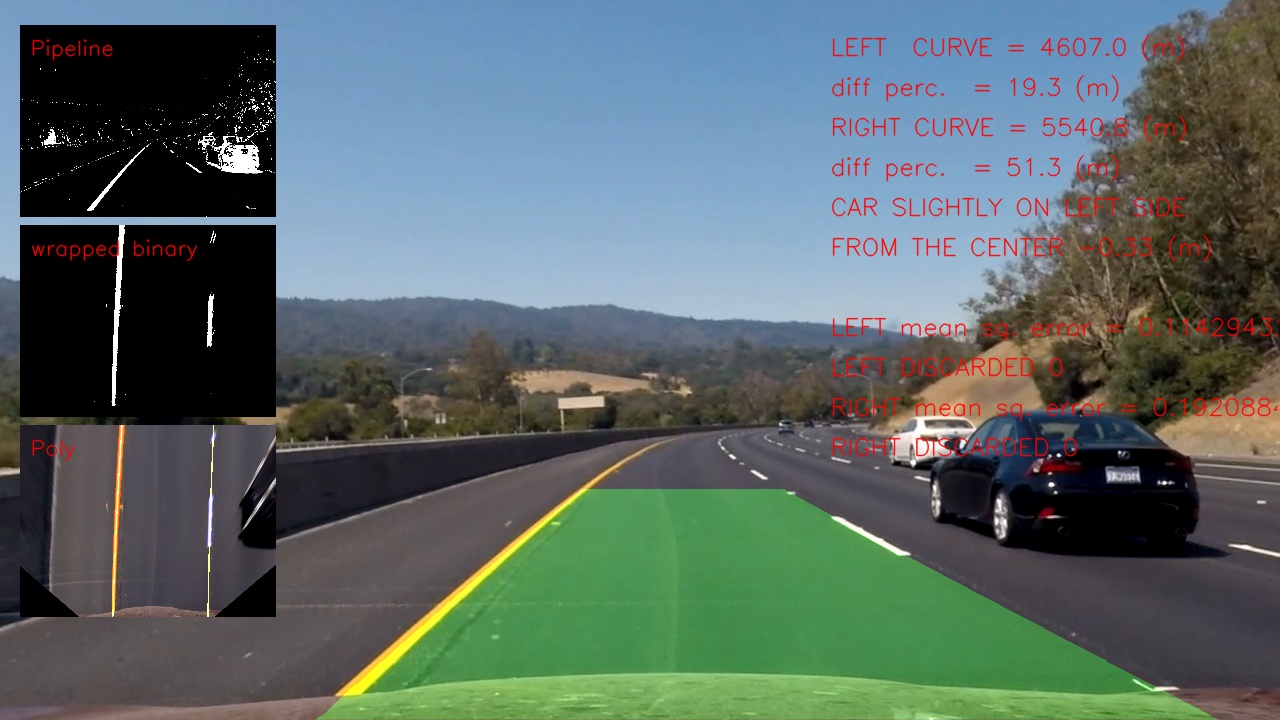 Pipeline
wrapped binary
Poly
LEFT CURVE = 4607.0 (m)
diff perc. = 19.3 (m)
RIGHT CURVE = 5540.8 (m)
diff perc. = 51.3 (m)
CAR SLIGHTLY ON LEFT SIDE
FROM THE CENTER -0.33 (m)
LEFT mean sq. error = 0.1142943
LEFT DISCARDED 0
RIGHT mean sq. error = 0.192088
RIGHT DISCARDED 0